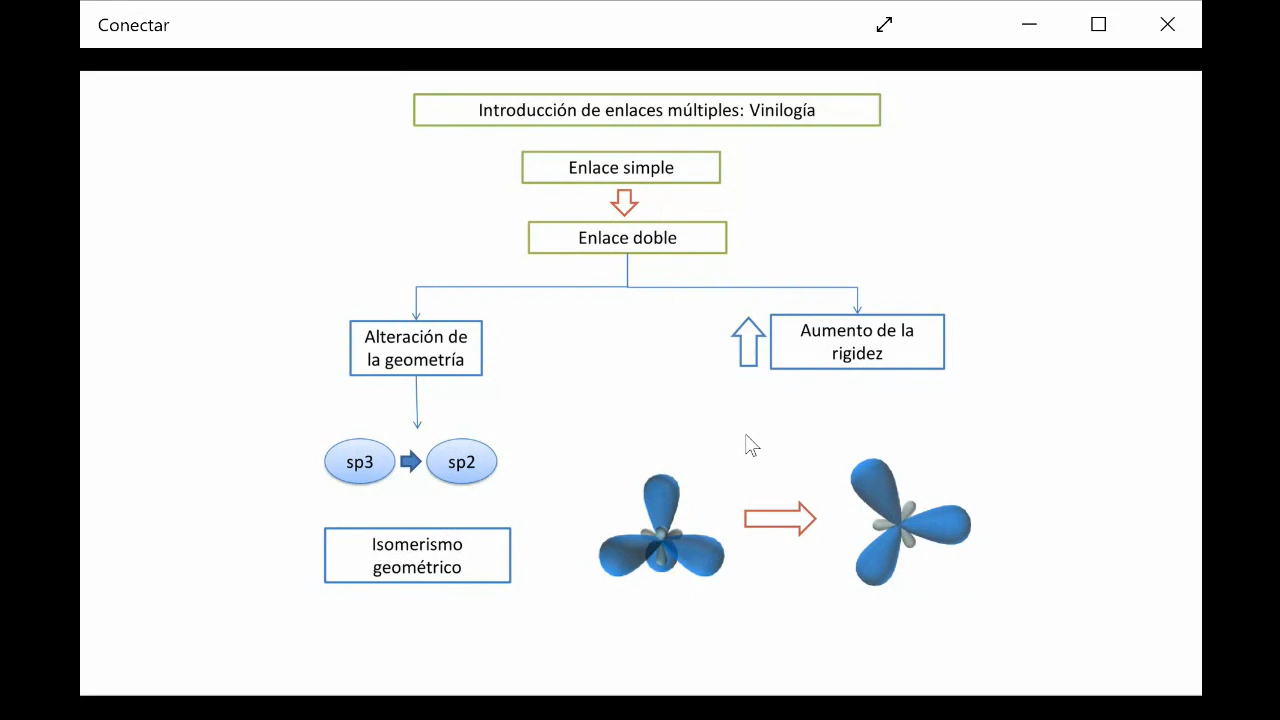 Conectar
Introducción de enlaces múltiples: Vinilogía
Enlace simple
Enlace doble
Alteración de
la geometría
Aumento de la
rigidez
sp3
sp2
Isomerismo
geométrico